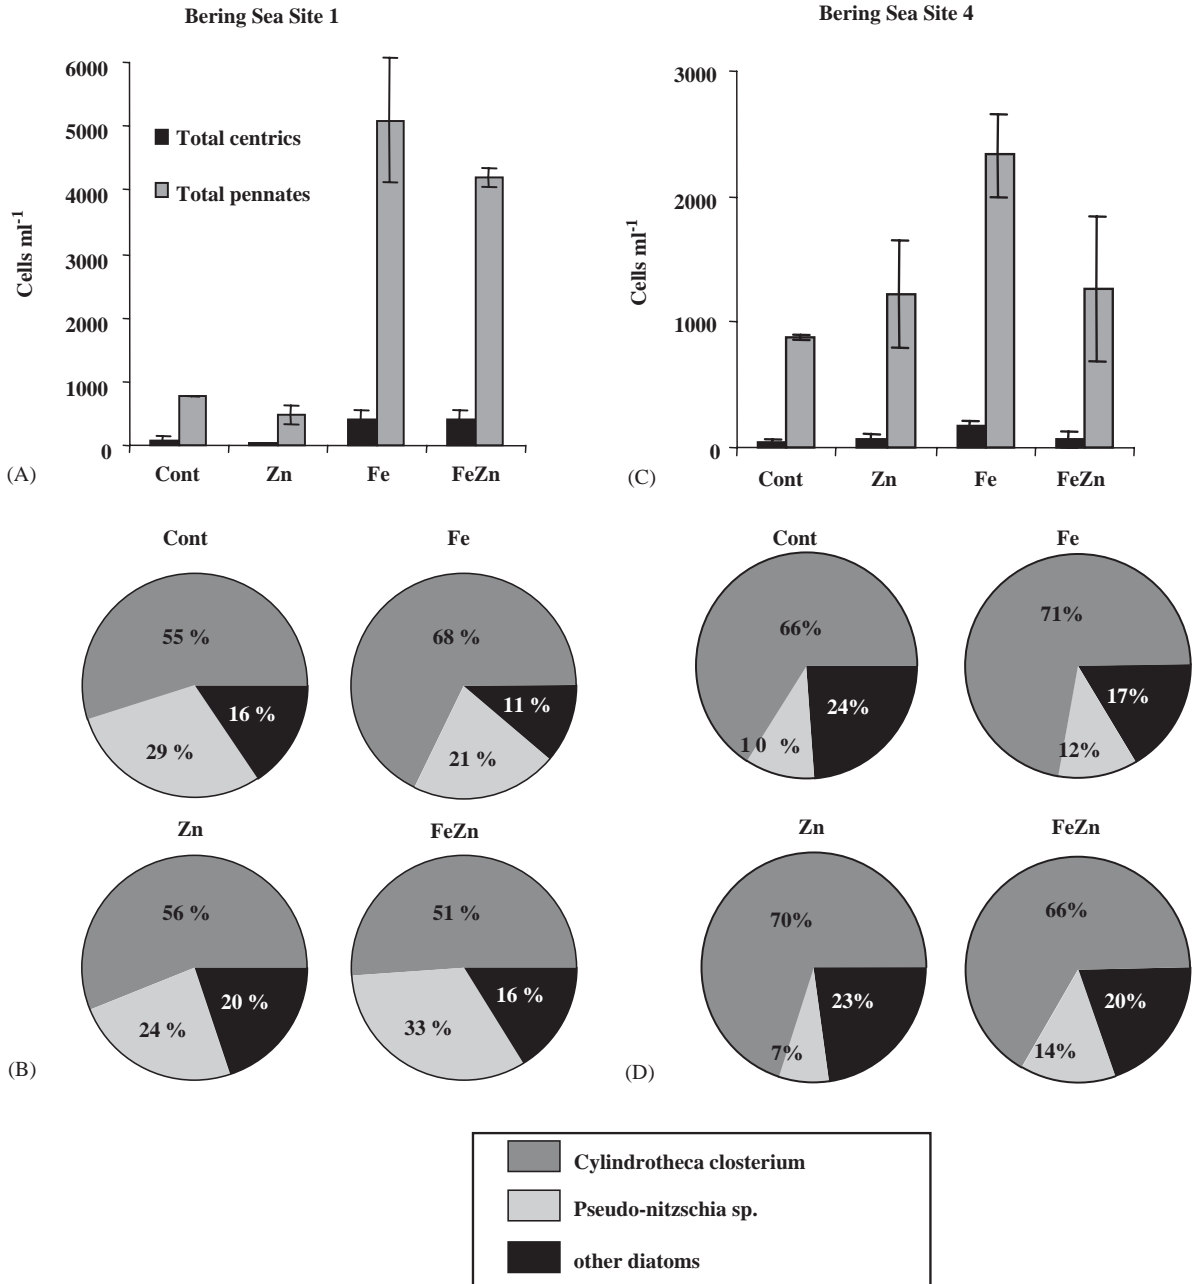 Bering Sea Site 1
6000
5000
4000
3000
2000
1000
0
Cells ml-1
Total centrics
Total pennates
Cont Zn Fe FeZn
(A)
Bering Sea Site 4
3000
2000
1000
0
Cells ml-1
Cont Zn Fe FeZn
(C)
Cont
55 %
16 %
29 %
Fe
68 %
11 %
21 %
Zn
56 %
20 %
24 %
FeZn
51 %
16 %
33 %
(B)
Cont
66%
24%
10 %
Fe
71%
17%
12%
Zn
70%
23%
7%
FeZn
66%
20%
14%
(D)
Cylindrotheca closterium
Pseudo-nitzschia sp.
other diatoms